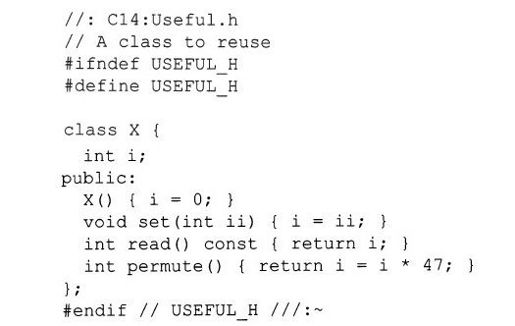 //: C14:Useful.h
// A class to reuse
#ifndef USEFUL_H
#define USEFUL_H

class X {
  int i;
public:
  X() { i = 0; }
  void set(int ii) { i = ii; }
  int read() const { return i; }
  int permute() { return i = i * 47; }
};
#endif // USEFUL_H ///:~